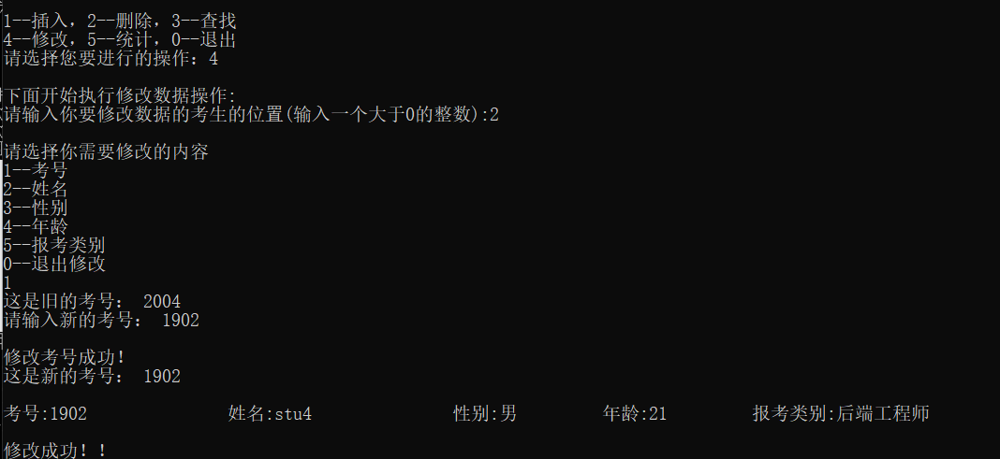 1--插入，2--删除，3--查找
4--修改，5--统计，0--退出
请选择您要进行的操作：4
下面开始执行修改数据操作:
请输入你要修改数据的考生的位置(输入一个大于0的整数):2
请选择你需要修改的内容
1--考号
2--姓名
3--性别
4--年龄
5--报考类别
0--退出修改
1
这是旧的考号： 2004
请输入新的考号： 1902
修改考号成功！
这是新的考号： 1902
考号:1902 姓名:stu4 性别:男 年龄:21 报考类别:后端工程师
修改成功！！